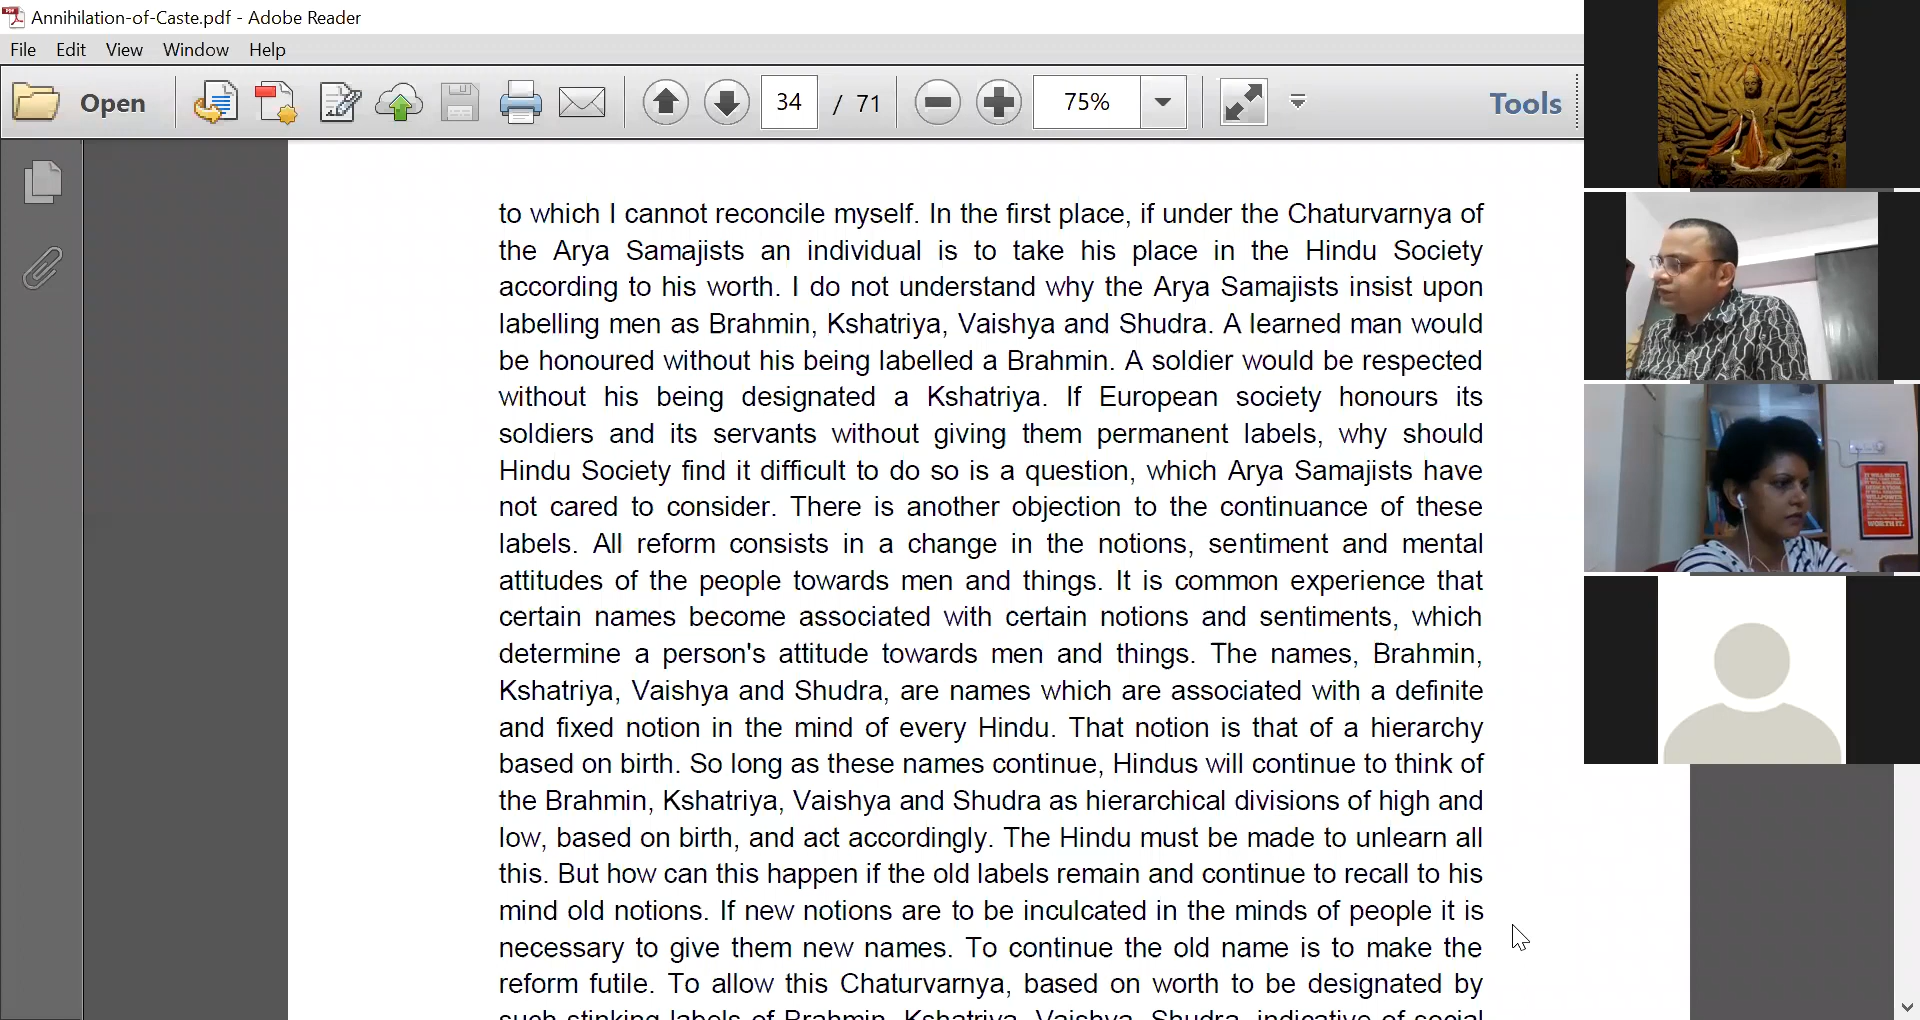 Annihilation-of-Caste.pdf - Adobe Reader
File Edit View Window Help
Open 34 / 71 75% Tools
to which I cannot reconcile myself. In the first place, if under the Chaturvarnya of
the Arya Samajists an individual is to take his place in the Hindu Society
according to his worth. I do not understand why the Arya Samajists insist upon
labelling men as Brahmin, Kshatriya, Vaishya and Shudra. A learned man would
be honoured without his being labelled a Brahmin. A soldier would be respected
without his being designated a Kshatriya. If European society honours its
soldiers and its servants without giving them permanent labels, why should
Hindu Society find it difficult to do so is a question, which Arya Samajists have
not cared to consider. There is another objection to the continuance of these
labels. All reform consists in a change in the notions, sentiment and mental
attitudes of the people towards men and things. It is common experience that
certain names become associated with certain notions and sentiments, which
determine a person's attitude towards men and things. The names, Brahmin,
Kshatriya, Vaishya and Shudra, are names which are associated with a definite
and fixed notion in the mind of every Hindu. That notion is that of a hierarchy
based on birth. So long as these names continue, Hindus will continue to think of
the Brahmin, Kshatriya, Vaishya and Shudra as hierarchical divisions of high and
low, based on birth, and act accordingly. The Hindu must be made to unlearn all
this. But how can this happen if the old labels remain and continue to recall to his
mind old notions. If new notions are to be inculcated in the minds of people it is
necessary to give them new names. To continue the old name is to make the
reform futile. To allow this Chaturvarnya, based on worth to be designated by
such stinking labels of Brahmin, Kshatriya, Vaishya, Shudra, indicative of social
WORTH IT.